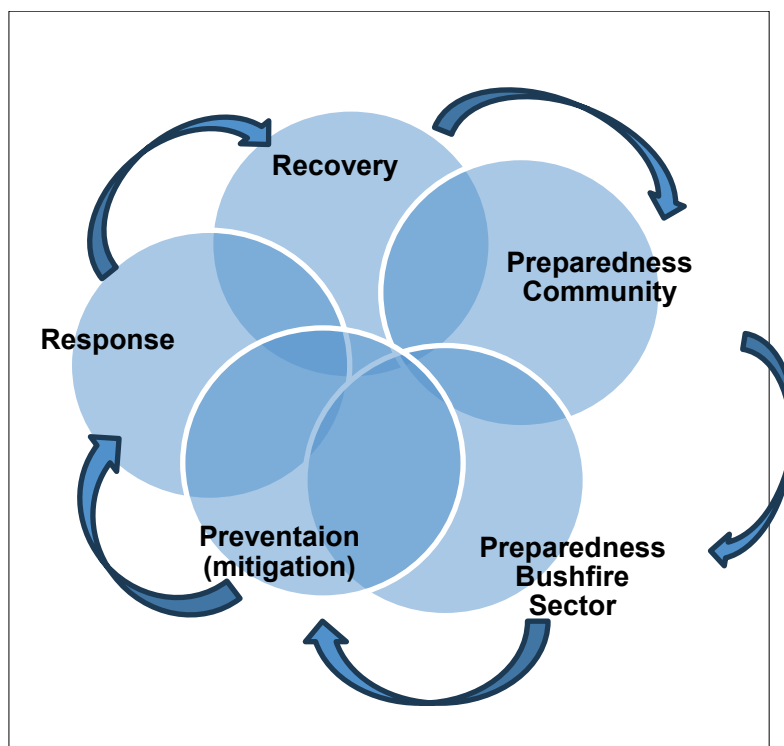 Recovery
Preparedness
Community
Response
Preventaion
(mitigation)
Preparedness
Bushfire
Sector